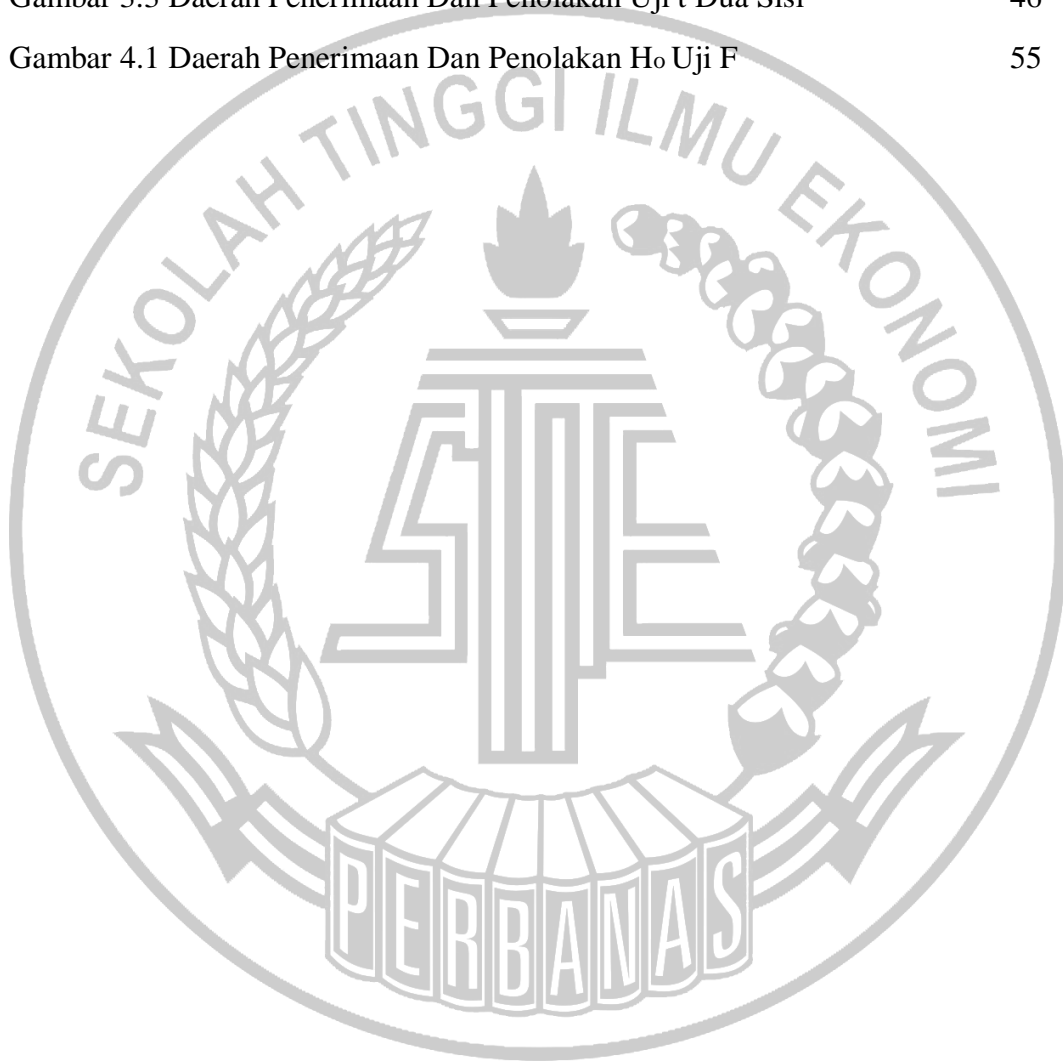 Gambar 3.3 Daerah Penerimaan Dan Penolakan Uji t Dua Sisi 46
Gambar 4.1 Daerah Penerimaan Dan Penolakan Ho Uji F 55
SEKOLAH TINGGI ILMU EKONOMI
STIE
PERBANAS